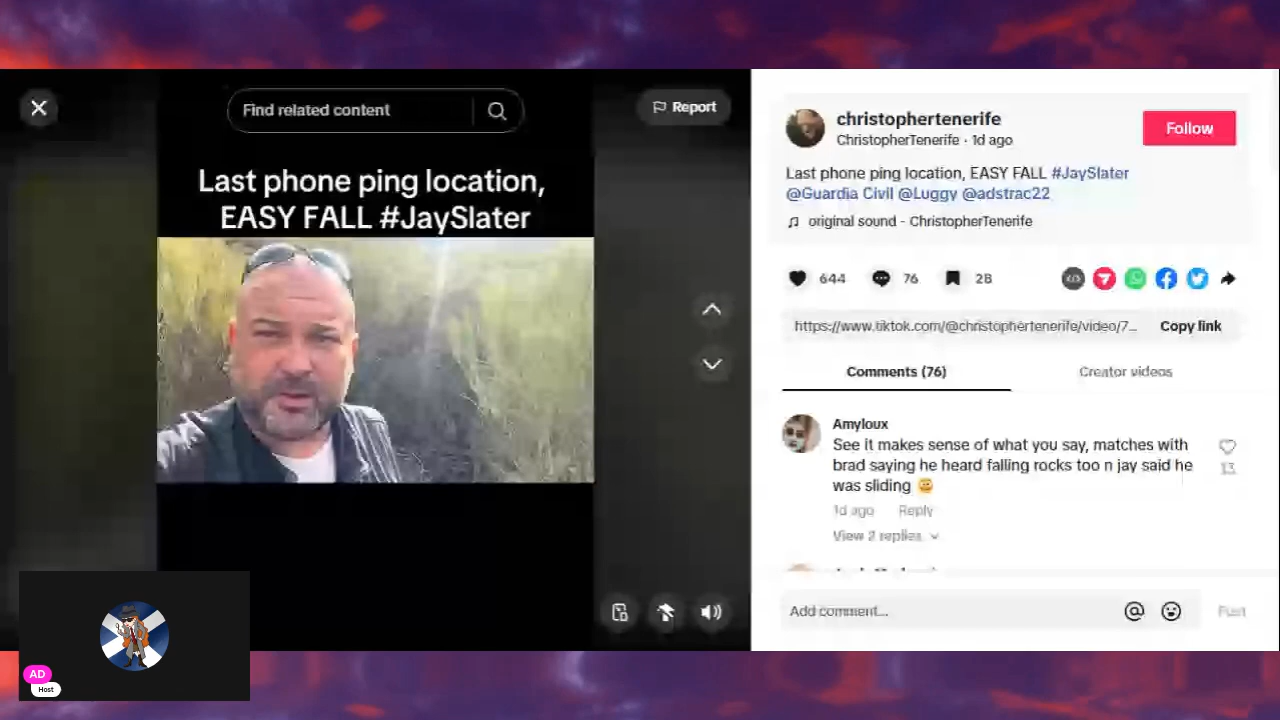 Find related content
Report
Last phone ping location,
EASY FALL #JaySlater
AD
Host
christophertenerife
ChristopherTenerife · 1d ago
Follow
Last phone ping location, EASY FALL #JaySlater
@Guardia Civil @Luggy @adstrac22
original sound - ChristopherTenerife
644
76
28
https://www.tiktok.com/@christophertenerife/video/7...
Copy link
Comments (76)
Creator videos
Amyloux
See it makes sense of what you say, matches with
brad saying he heard falling rocks too n jay said he
was sliding
1d ago
Reply
View 2 replies
Add comment...